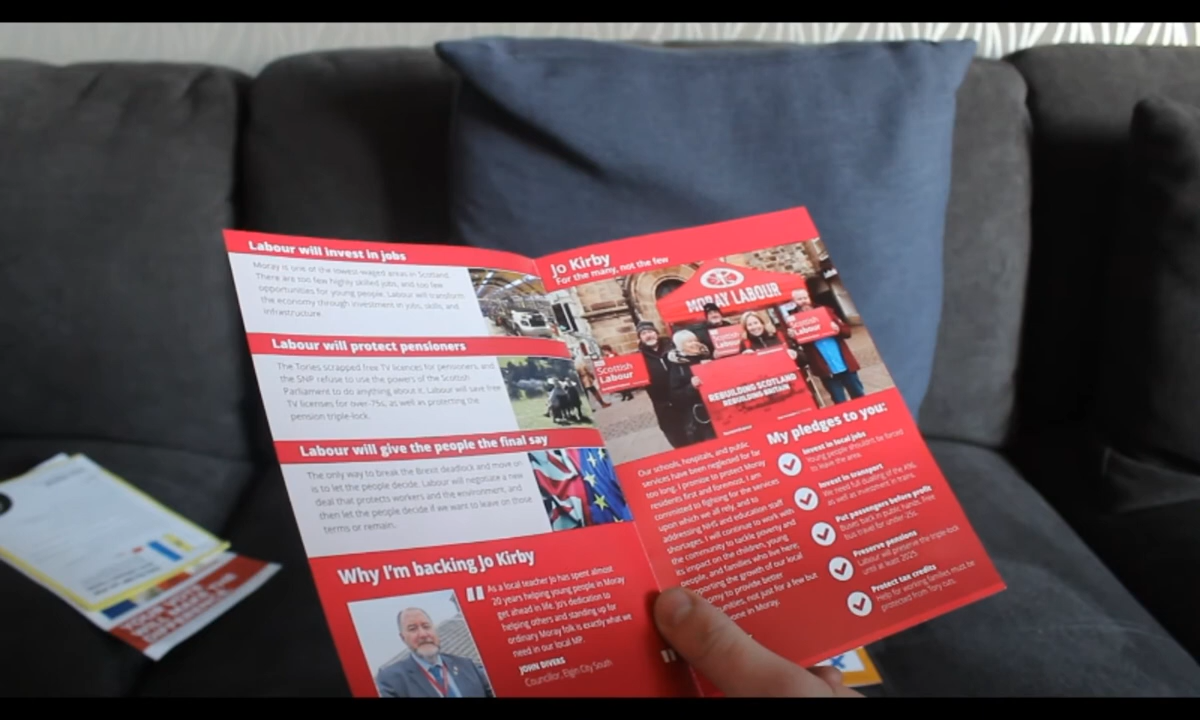 Labour will invest in jobs
Moray is one of the lowest-waged areas in Scotland.
There are too few highly skilled jobs, and too few
opportunities for young people. Labour will transform
the economy through investment in jobs, skills, and
infrastructure.
Labour will protect pensioners
The Tories scrapped free TV licences for pensioners, and
the SNP refuse to use the powers of the Scottish
Parliament to do anything about it. Labour will save free
TV licenses for over-75s, as well as protecting the
pension triple-lock.
Labour will give the people the final say
The only way to break the Brexit deadlock and move on
is to let the people decide. Labour will negotiate a new
deal that protects workers and the environment, and
then let the people decide if we want to leave on those
terms or remain.
Why I'm backing Jo Kirby
" As a local teacher Jo has spent almost
20 years helping young people in Moray
get ahead in life. Jo's dedication to
helping others and standing up for
ordinary Moray folk is exactly what we
need in our local MP.
"
JOHN DIVERS
Councillor, Elgin City South
Jo Kirby
For the many, not the few
MORAY LABOUR
Scottish
Labour
Scottish
Labour
Scottish
Labour
REBUILDING SCOTLAND
REBUILDING BRITAIN
Our schools, hospitals, and public
services have been neglected for far
too long. I promise to protect Moray
residents first and foremost. I am
committed to fighting for the services
upon which we all rely, and to
addressing NHS and education staff
shortages. I will continue to work with
the community to tackle poverty and
its impact on the children, young
people, and families who live here;
supporting the growth of our local
to provide better
not just for a few but
in Moray.
My pledges to you:
Invest in local jobs
Young people shouldn't be forced
to leave the area.
Invest in transport
We need full dualling of the A96,
as well as investment in trains.
Put passengers before profit
Buses back in public hands, free
bus travel for under-25s.
Preserve pensions
Labour will preserve the triple-lock
until at least 2025.
Protect tax credits
Help for working families must be
protected from Tory cuts.